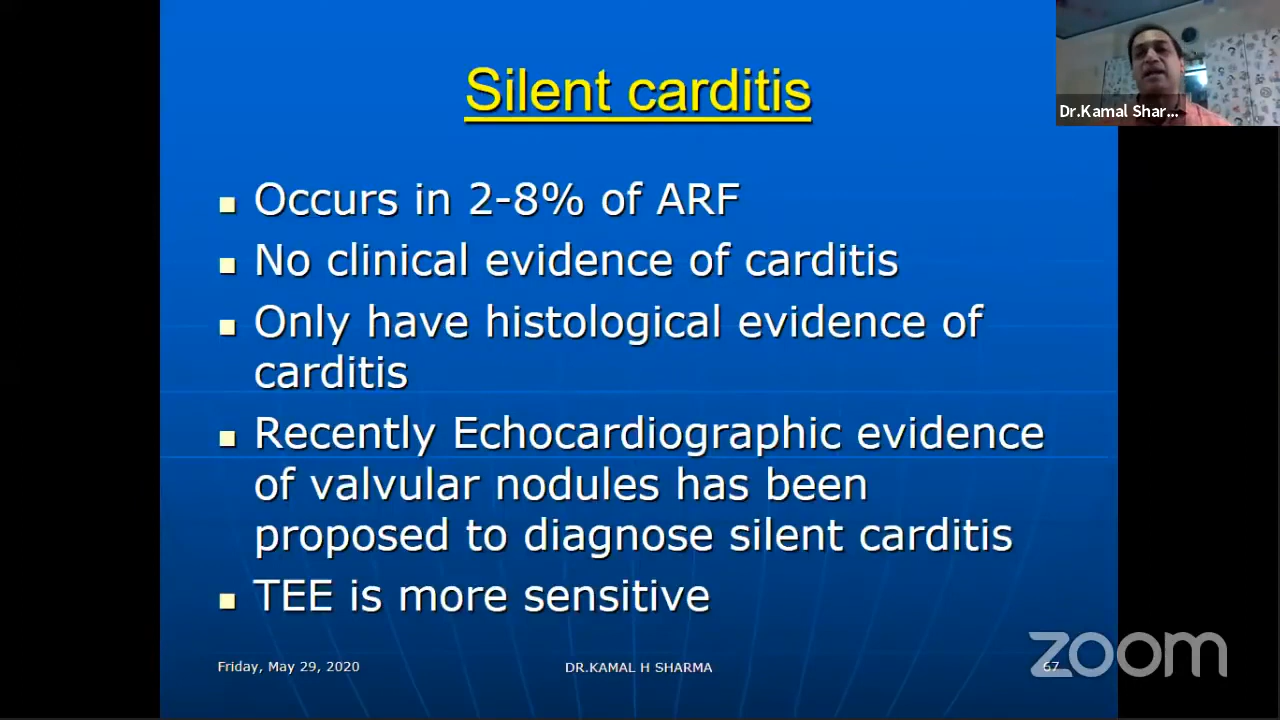 Silent carditis
Dr.Kamal Shar...
Occurs in 2-8% of ARF
No clinical evidence of carditis
Only have histological evidence of
carditis
Recently Echocardiographic evidence
of valvular nodules has been
proposed to diagnose silent carditis
TEE is more sensitive
Friday, May 29, 2020
DR.KAMAL H SHARMA
67
zoom